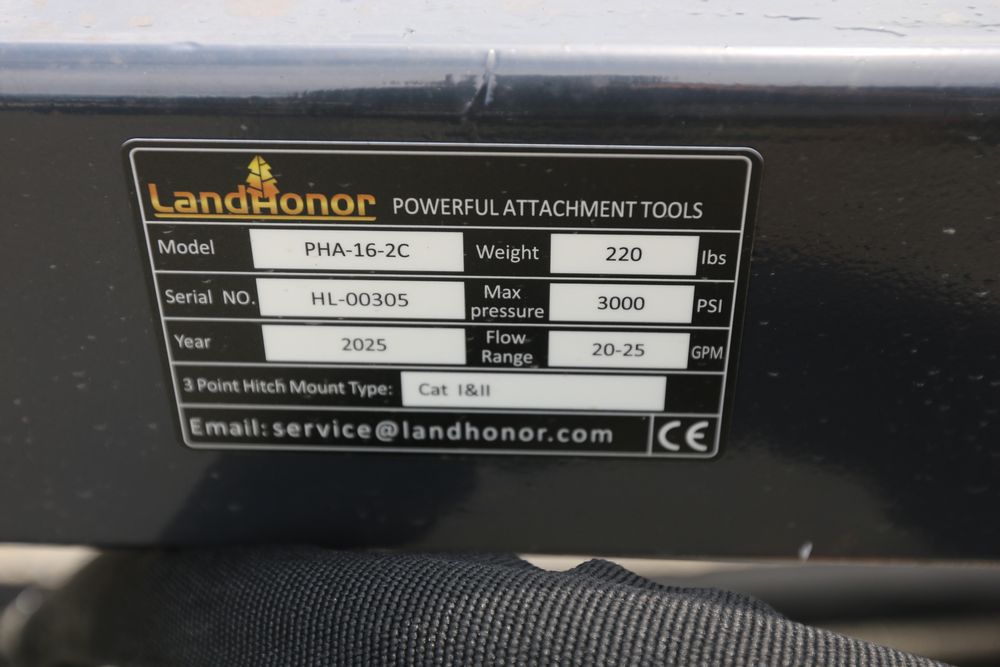 LandHonor POWERFUL ATTACHMENT TOOLS
Model PHA-16-2C Weight 220 lbs
Serial NO. HL-00305 Max pressure 3000 PSI
Year 2025 Flow Range 20-25 GPM
3 Point Hitch Mount Type: Cat I&II
Email: service@landhonor.com CE